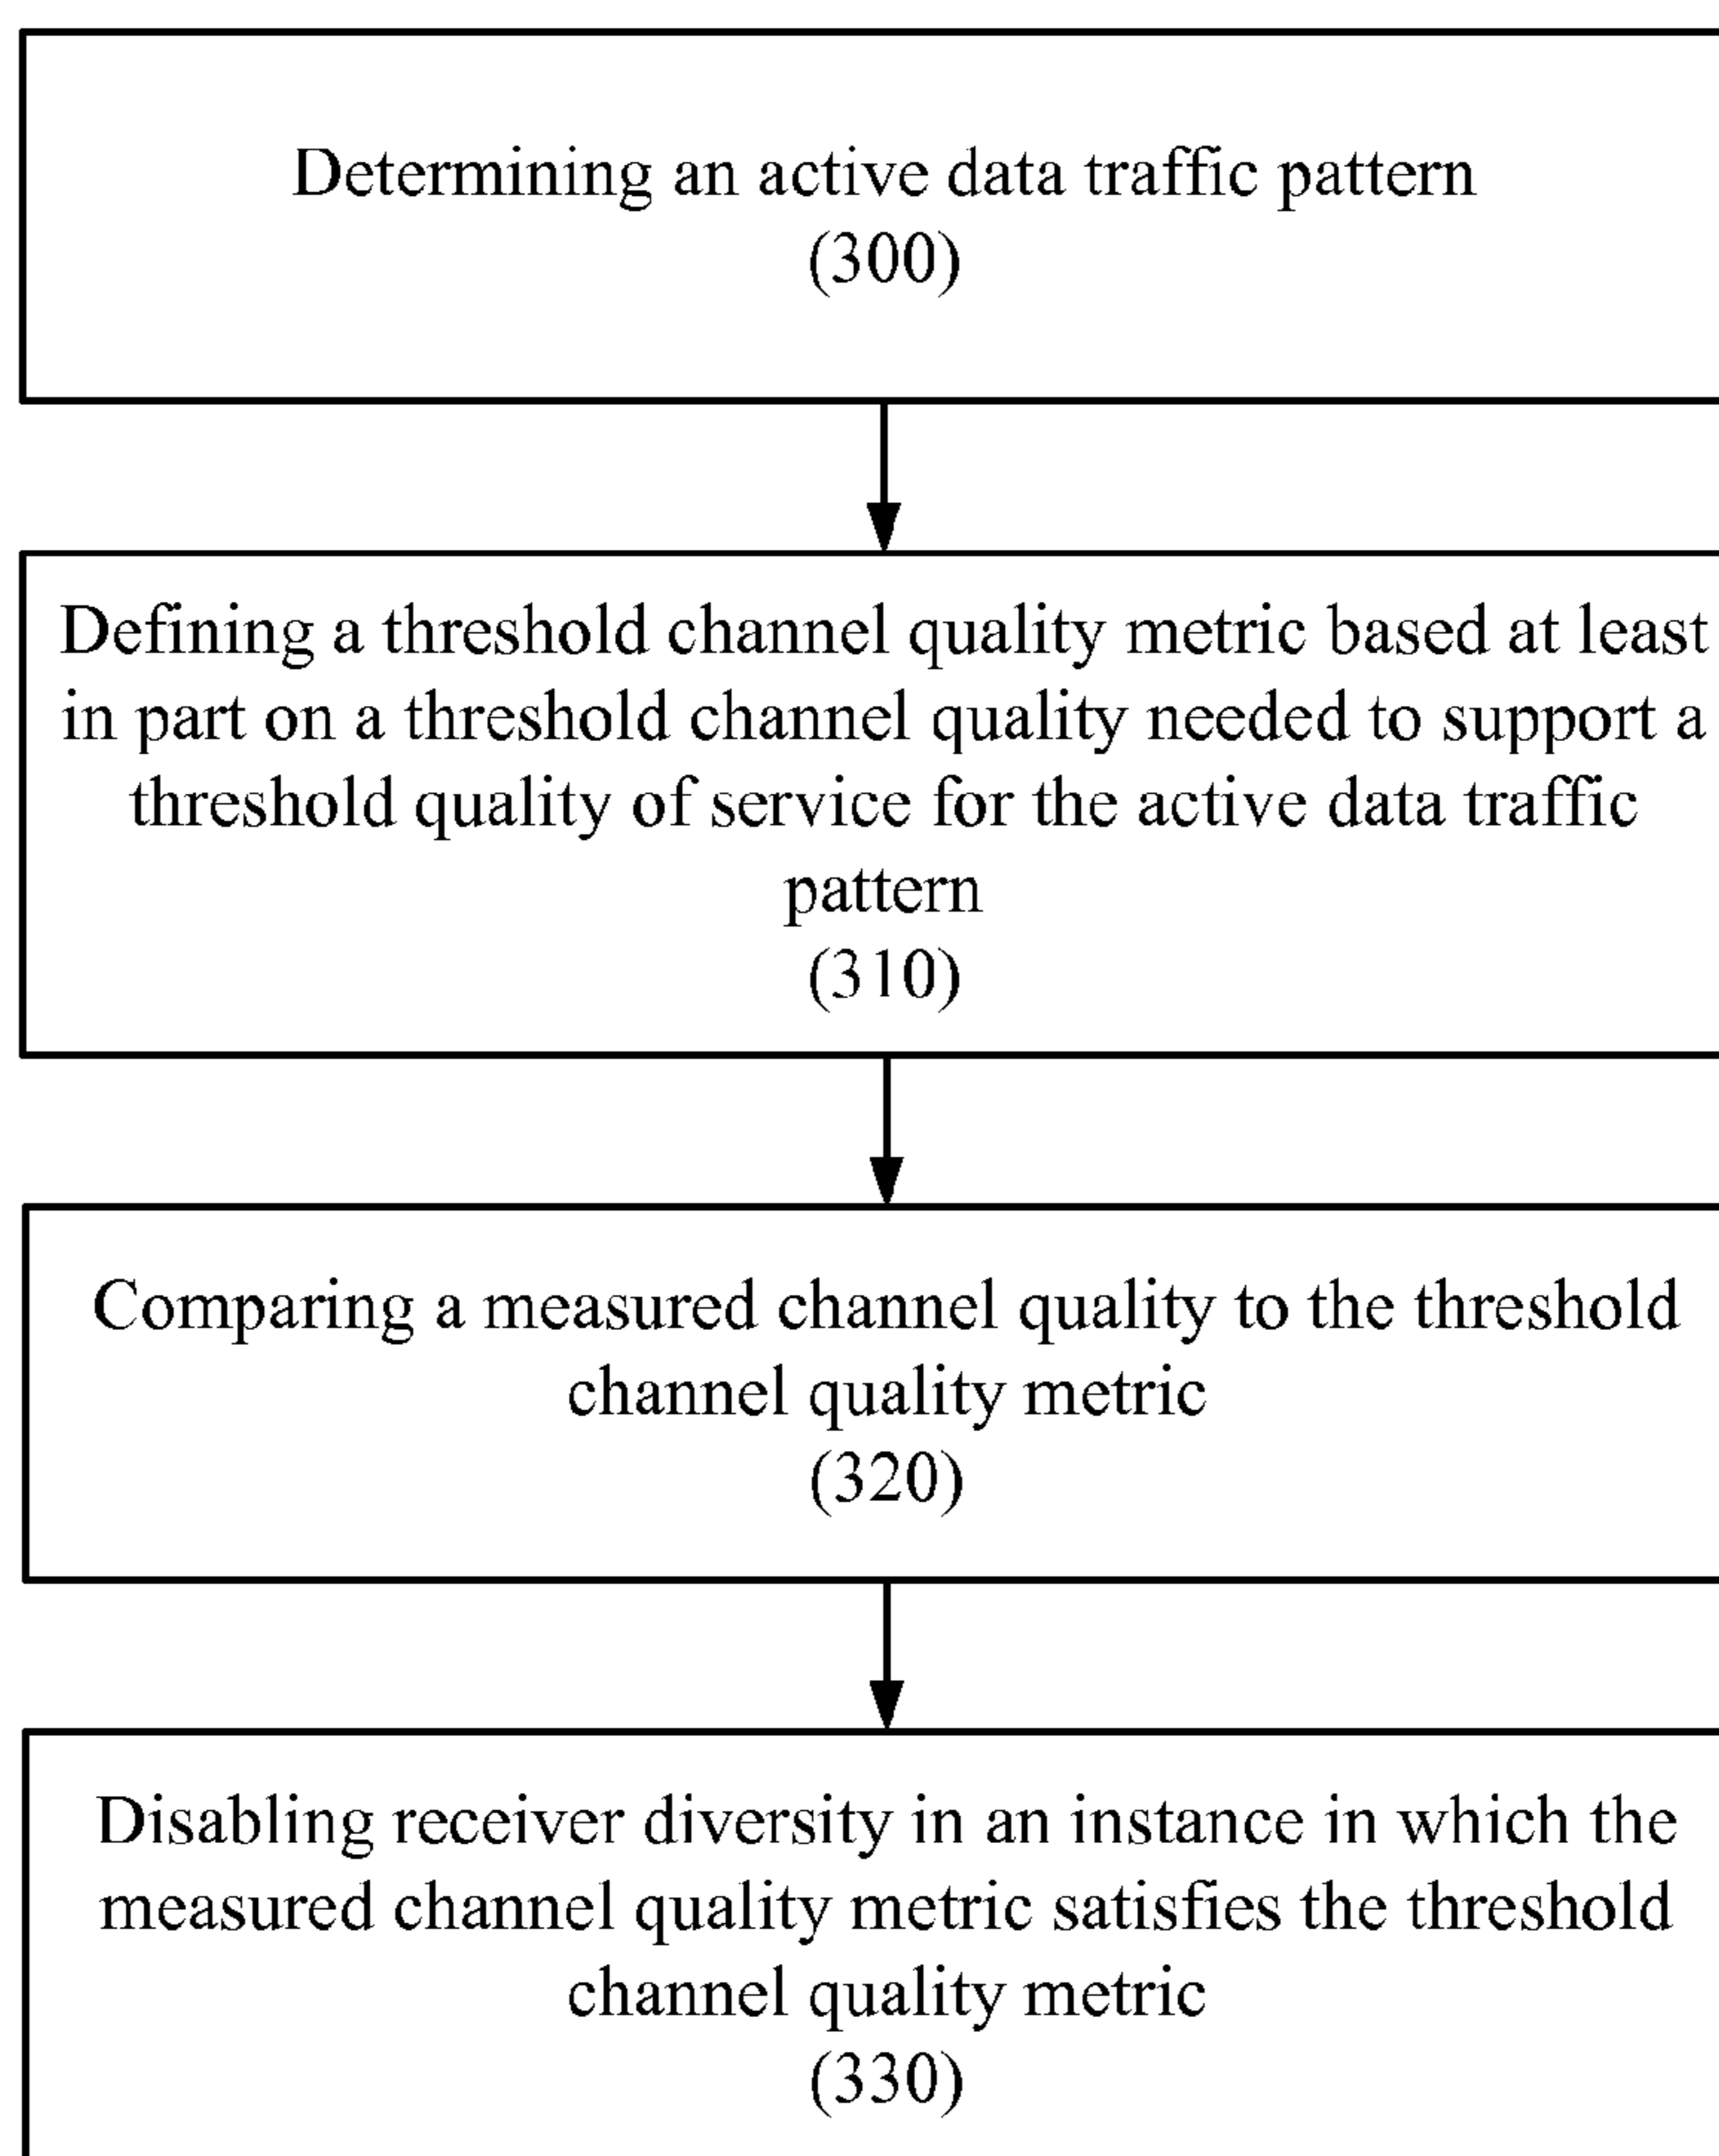 Determining an active data traffic pattern
(300)
Defining a threshold channel quality metric based at least
in part on a threshold channel quality needed to support a
threshold quality of service for the active data traffic
pattern
(310)
Comparing a measured channel quality to the threshold
channel quality metric
(320)
Disabling receiver diversity in an instance in which the
measured channel quality metric satisfies the threshold
channel quality metric
(330)